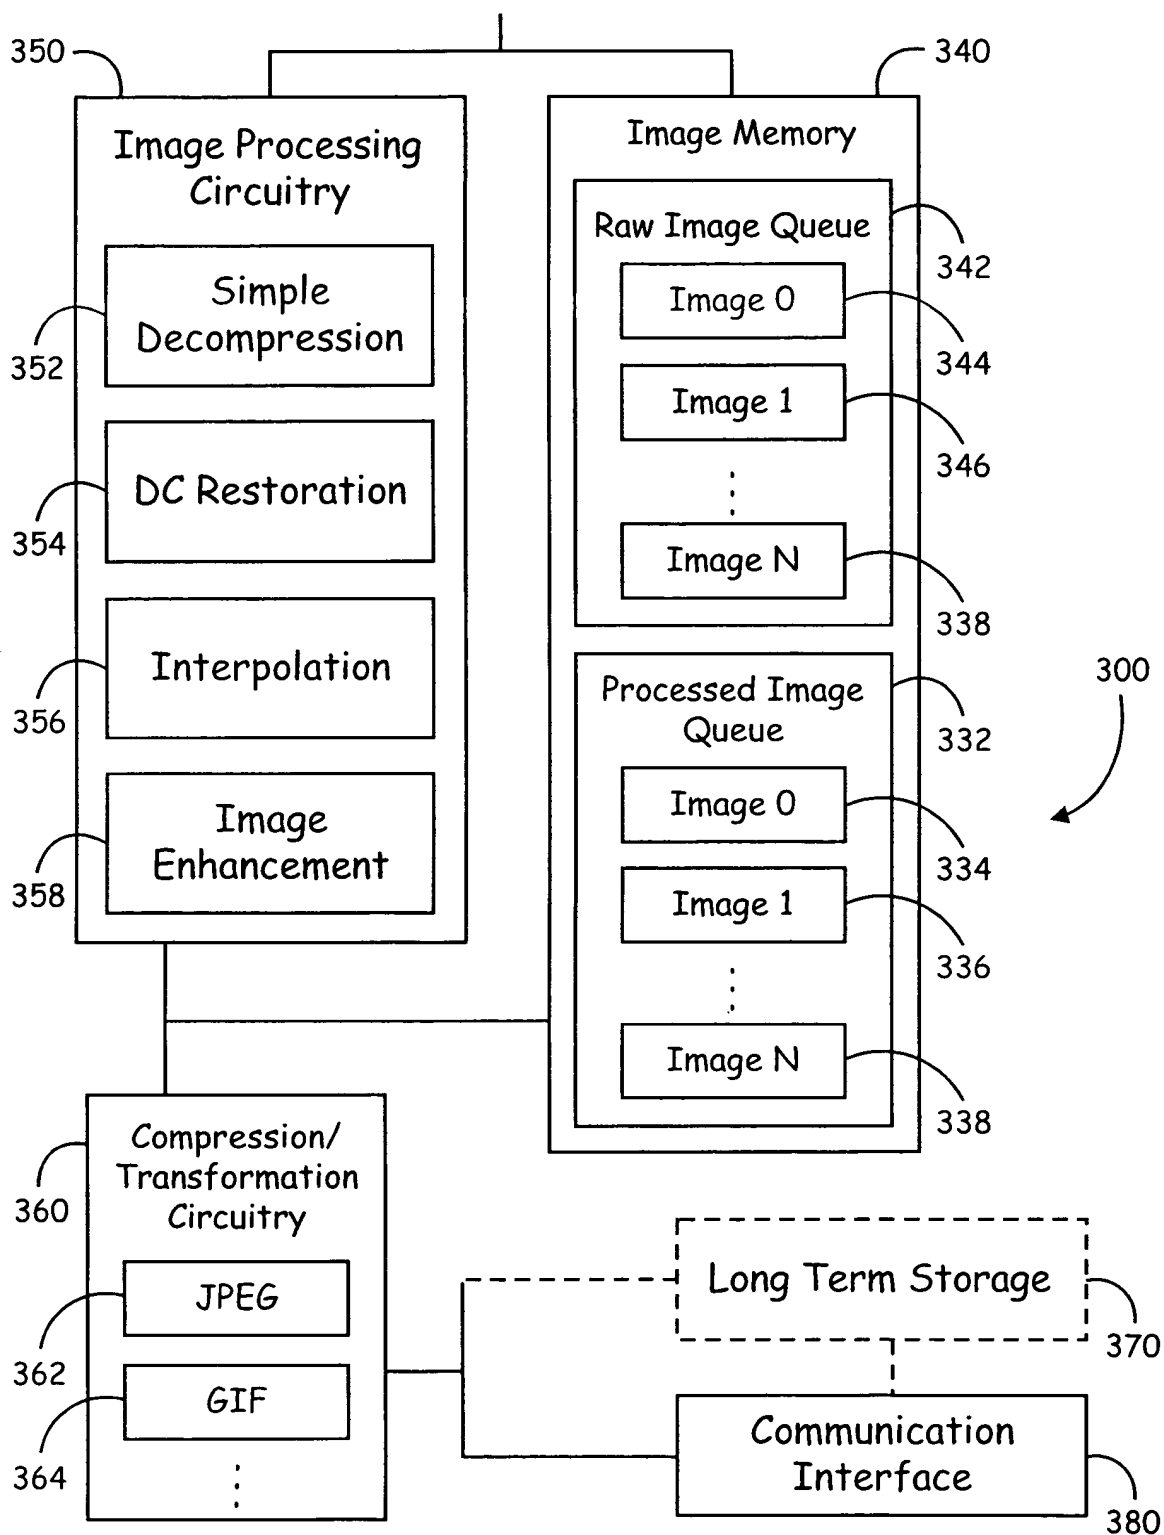 350
Image Processing
Circuitry
Simple
Decompression
352
DC Restoration
354
Interpolation
356
Image
Enhancement
358
340
Image Memory
Raw Image Queue
342
Image 0
344
Image 1
346
Image N
338
Processed Image
Queue
332
Image 0
334
Image 1
336
Image N
338
300
Compression/
Transformation
Circuitry
360
JPEG
362
GIF
364
Long Term Storage
370
Communication
Interface
380